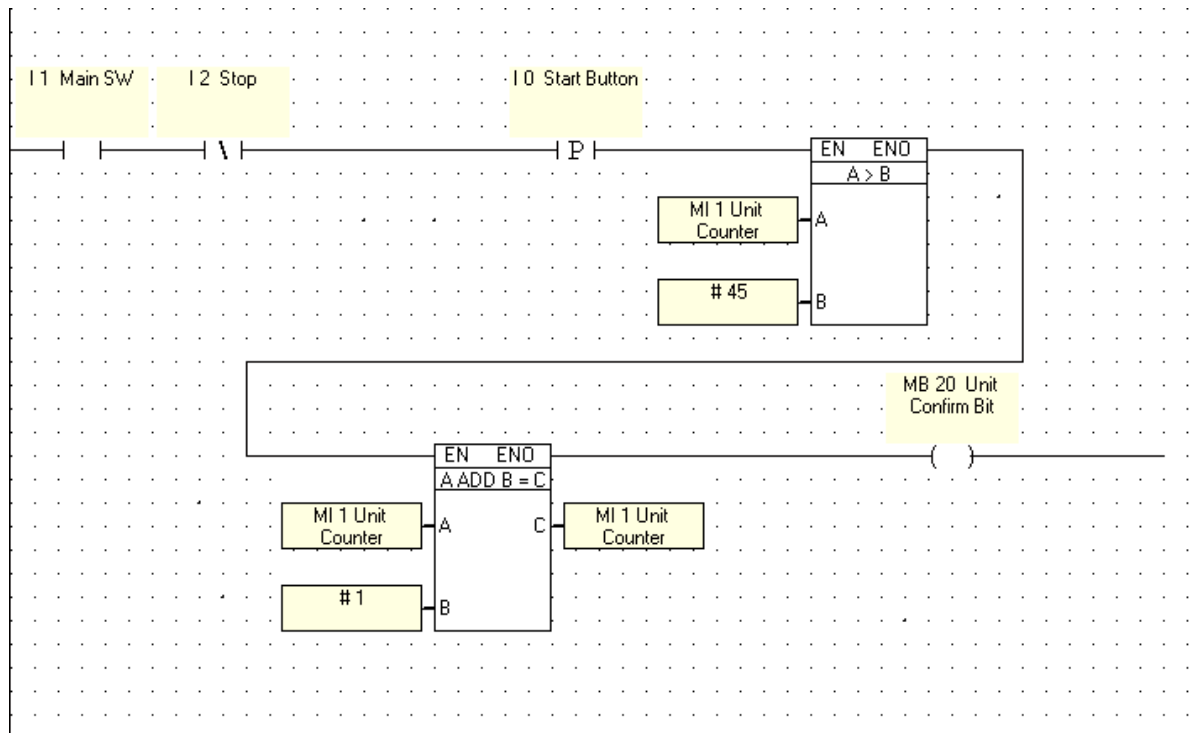 I 1 Main SW
I 2 Stop
I 0 Start Button
P
EN ENO
A > B
MI 1 Unit
Counter
A
# 45
B
MB 20 Unit
Confirm Bit
EN ENO
A ADD B = C
MI 1 Unit
Counter
A
C
MI 1 Unit
Counter
# 1
B